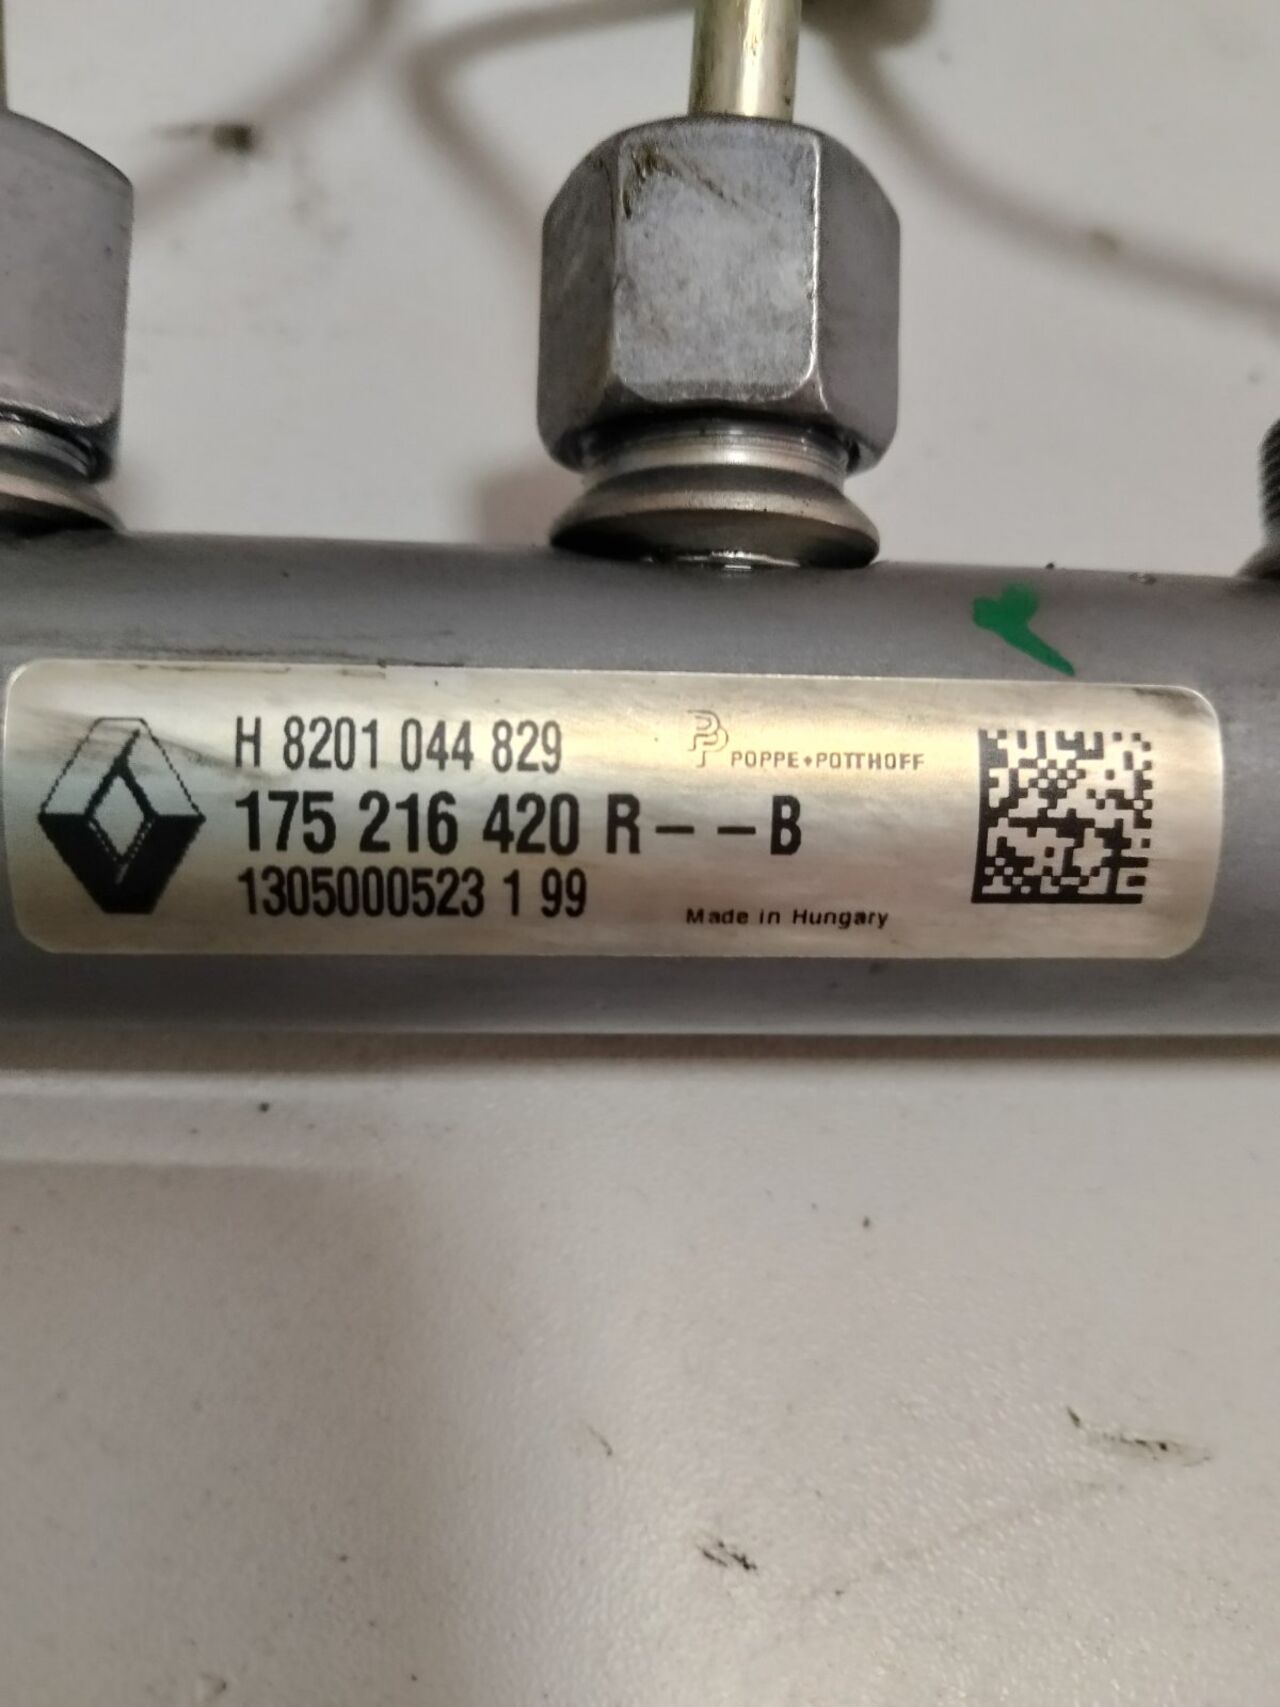 H 8201 044 829
POPPE+POTTHOFF
175 216 420 R--B
1305000523 1 99
Made in Hungary